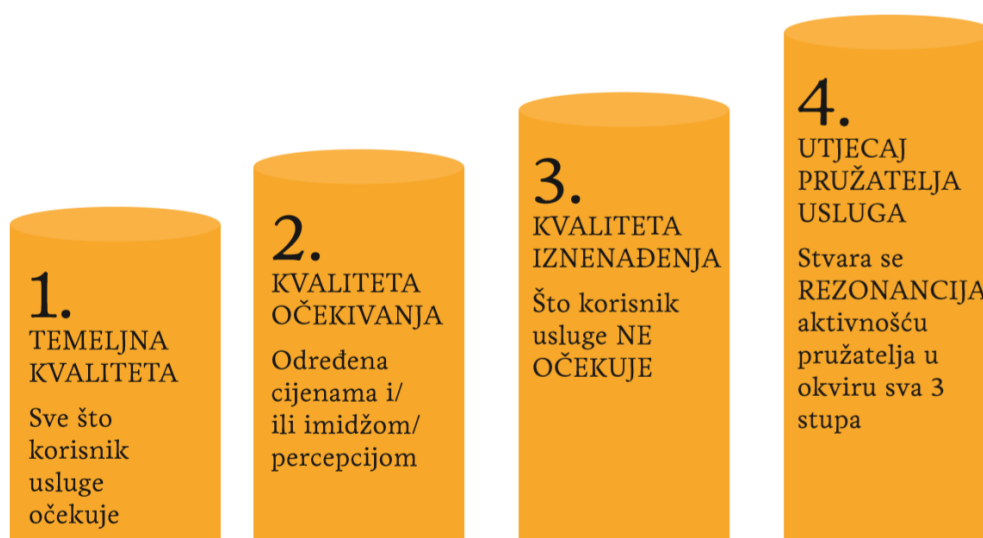 1.
TEMELJNA
KVALITETA
Sve što
korisnik
usluge
očekuje
2.
KVALITETA
OČEKIVANJA
Određena
cijenama i/
ili imidžom/
percepcijom
3.
KVALITETA
IZNENAĐENJA
Što korisnik
usluge NE
OČEKUJE
4.
UTJECAJ
PRUŽATELJA
USLUGA
Stvara se
REZONANCIJA
aktivnošću
pružatelja u
okviru sva 3
stupa